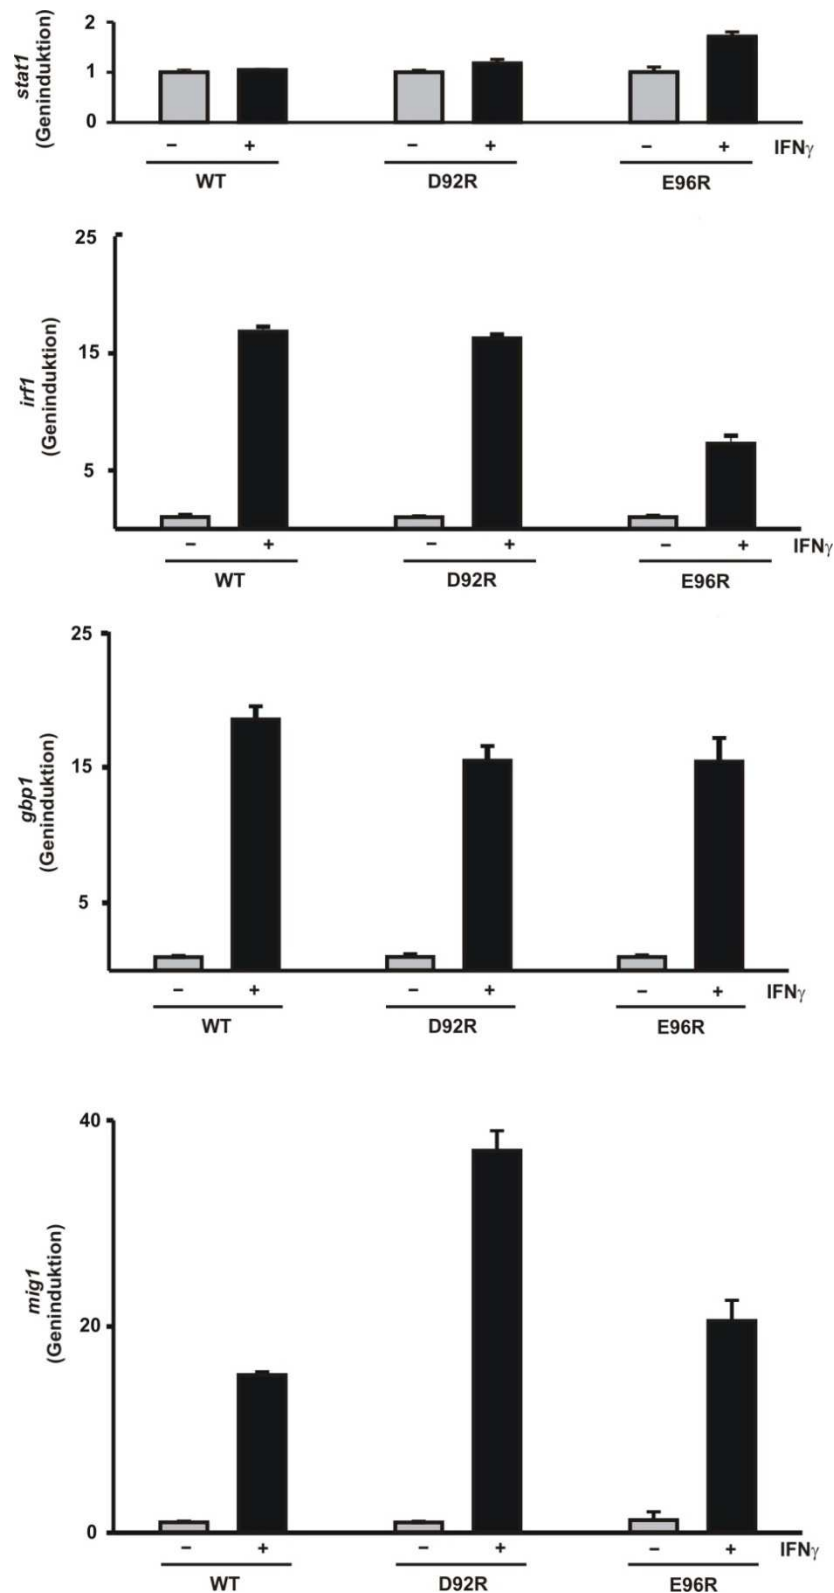 stat1
(Geninduktion)
2
1
0
− + − + − + IFNγ
WT D92R E96R
irf1
(Geninduktion)
25
15
5
− + − + − + IFNγ
WT D92R E96R
gbp1
(Geninduktion)
25
15
5
− + − + − + IFNγ
WT D92R E96R
mig1
(Geninduktion)
40
20
0
− + − + − + IFNγ
WT D92R E96R